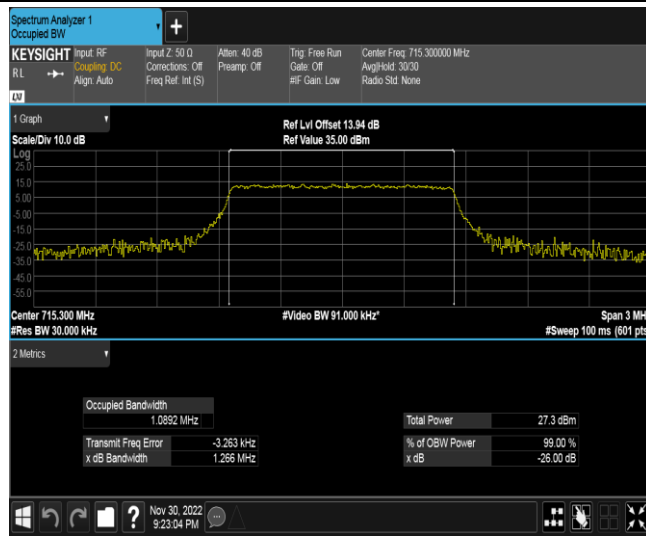 Spectrum Analyzer 1
Occupied BW
+
KEYSIGHT Input: RF Input Z: 50 Ω Atten: 40 dB Trig: Free Run Center Freq: 715.300000 MHz
RL Coupling: DC Corrections: Off Preamp: Off Gate: Off Avg|Hold: 30/30
Align: Auto Freq Ref: Int (S) #IF Gain: Low Radio Std: None
LXI
1 Graph
Ref Lvl Offset 13.94 dB
Scale/Div 10.0 dB Ref Value 35.00 dBm
Log
25.0
15.0
5.00
-5.00
-15.0
-25.0
-35.0
-45.0
-55.0
Center 715.300 MHz #Video BW 91.000 kHz* Span 3 MH
#Res BW 30.000 kHz #Sweep 100 ms (601 pts
2 Metrics
Occupied Bandwidth
1.0892 MHz Total Power 27.3 dBm
Transmit Freq Error -3.263 kHz % of OBW Power 99.00 %
x dB Bandwidth 1.266 MHz x dB -26.00 dB
? Nov 30, 2022
9:23:04 PM